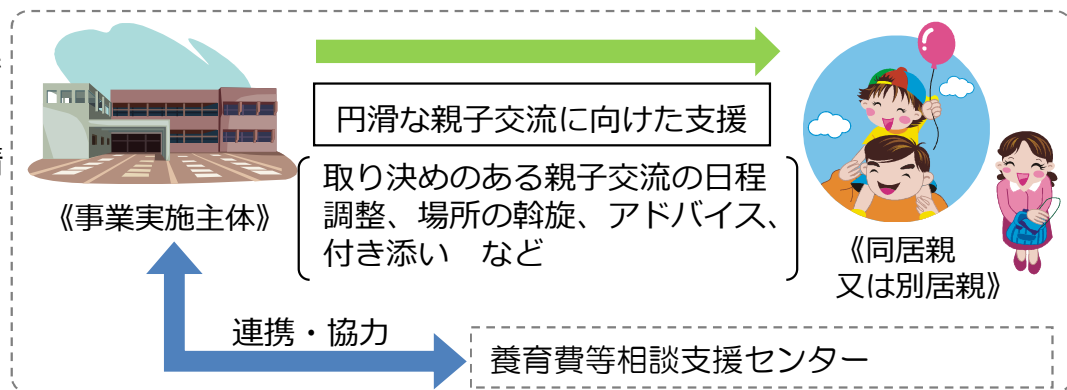 円滑な親子交流に向けた支援
取り決めのある親子交流の日程
調整、場所の斡旋、アドバイス、
付き添い　など
《事業実施主体》
《同居親
又は別居親》
連携・協力
養育費等相談支援センター